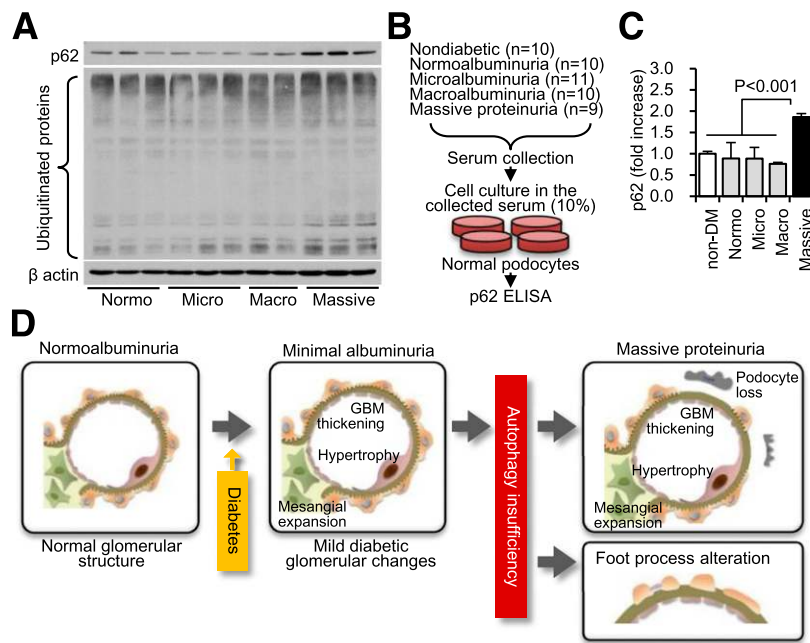 A
p62
Ubiquitinated proteins
β actin
Normo
Micro
Macro
Massive
B
Nondiabetic (n=10)
Normoalbuminuria (n=10)
Microalbuminuria (n=11)
Macroalbuminuria (n=10)
Massive proteinuria (n=9)
Serum collection
Cell culture in the
collected serum (10%)
Normal podocytes
p62 ELISA
C
p62 (fold increase)
3.0
2.5
2.0
1.5
1.0
0.5
0.0
P<0.001
non-DM
Normo
Micro
Macro
Massive
D
Normoalbuminuria
Normal glomerular
structure
Diabetes
Minimal albuminuria
GBM
thickening
Hypertrophy
Mesangial
expansion
Mild diabetic
glomerular changes
Autophagy insufficiency
Massive proteinuria
Podocyte
loss
GBM
thickening
Hypertrophy
Mesangial
expansion
Foot process alteration